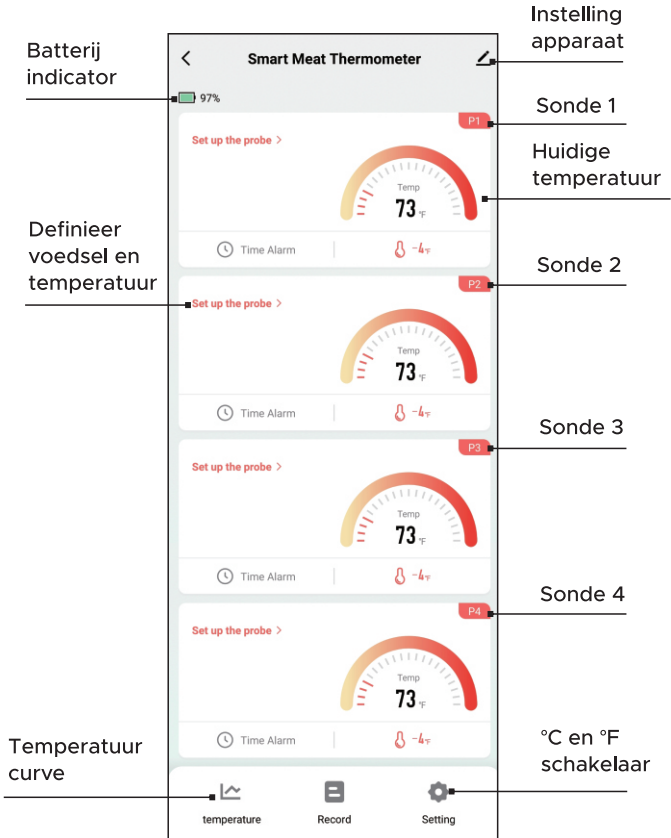 Instelling
apparaat
Batterij
indicator
Smart Meat Thermometer
97%
Sonde 1
P1
Set up the probe >
Huidige
temperatuur
Temp
73 °F
Time Alarm
-4°F
Definieer
voedsel en
temperatuur
Sonde 2
P2
Set up the probe >
Temp
73 °F
Time Alarm
-4°F
Sonde 3
P3
Set up the probe >
Temp
73 °F
Time Alarm
-4°F
Sonde 4
P4
Set up the probe >
Temp
73 °F
Time Alarm
-4°F
Temperatuur
curve
°C en °F
schakelaar
temperature
Record
Setting